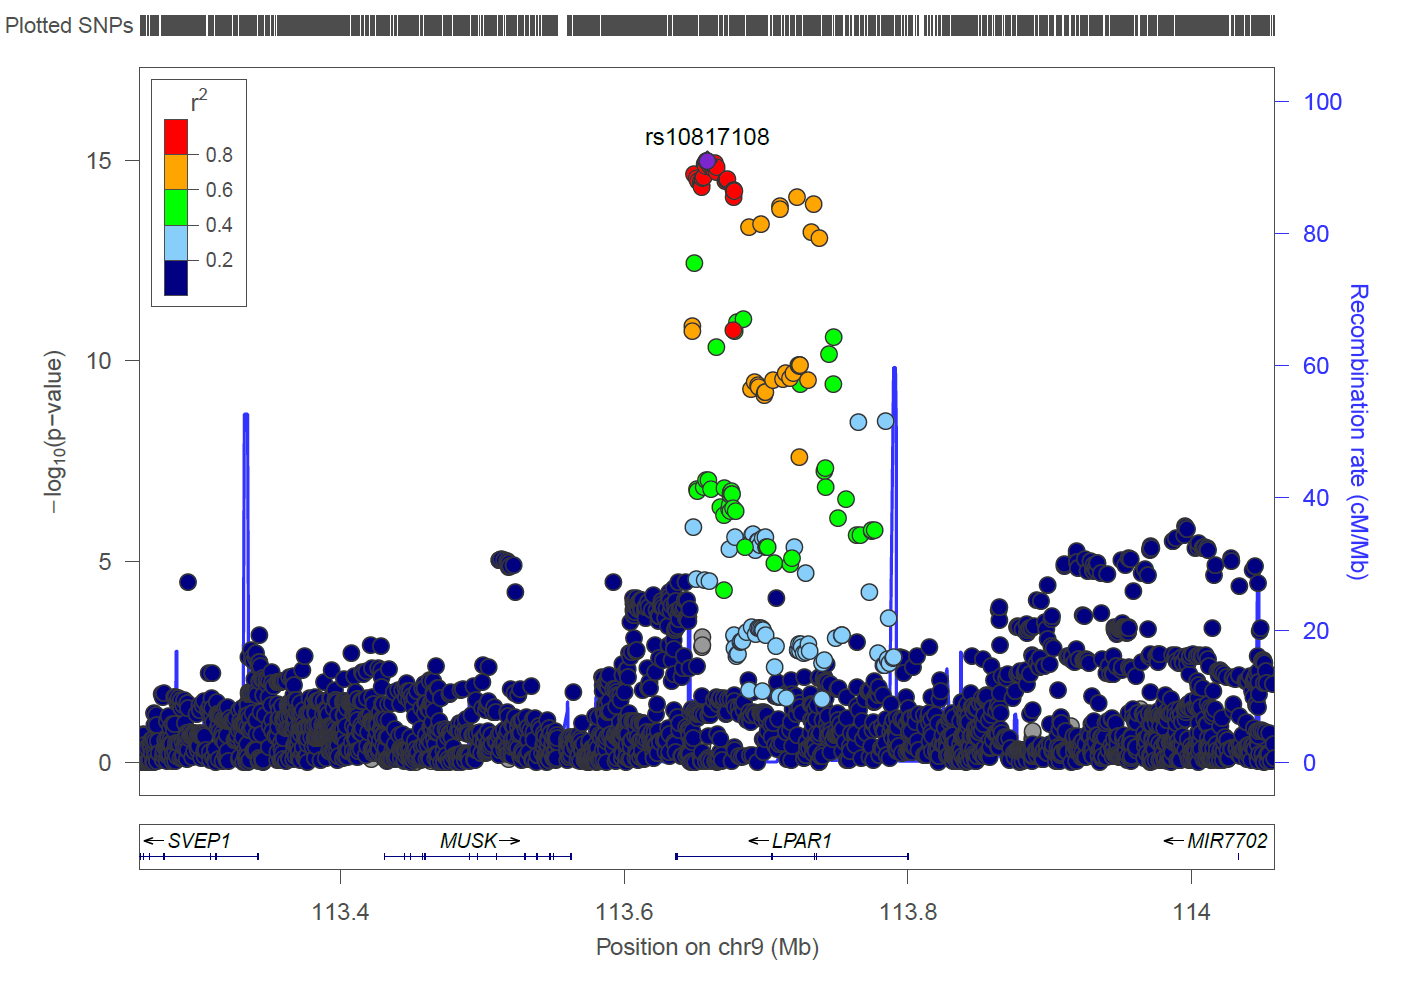 Plotted SNPs
rs10817108
r2
0.8
0.6
0.4
0.2
15
10
5
0
−log10(p−value)
100
80
60
40
20
0
Recombination rate (cM/Mb)
←SVEP1
MUSK→
←LPAR1
←MIR7702
113.4
113.6
113.8
114
Position on chr9 (Mb)